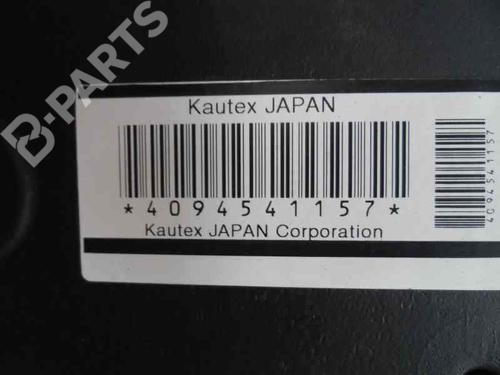 B-PARTS
Kautex JAPAN
*4094541157*
Kautex JAPAN Corporation
4094541157